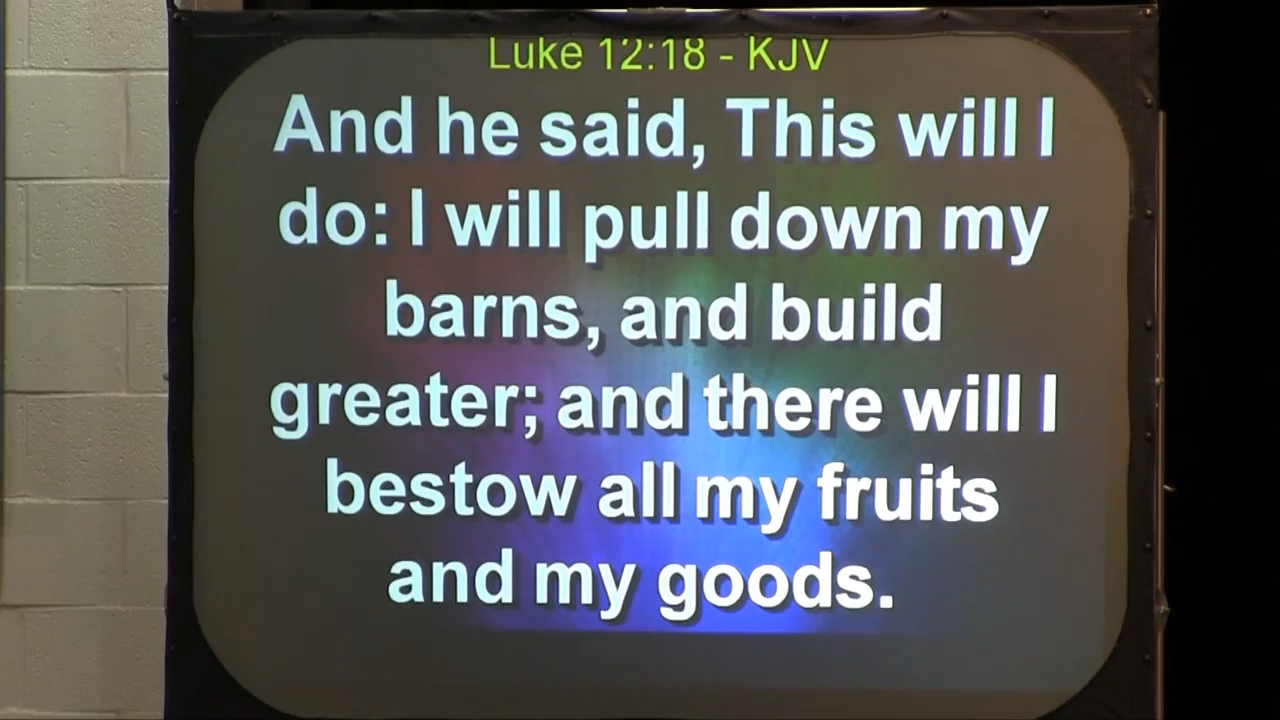 Luke 12:18 - KJV
And he said, This will I
do: I will pull down my
barns, and build
greater; and there will I
bestow all my fruits
and my goods.